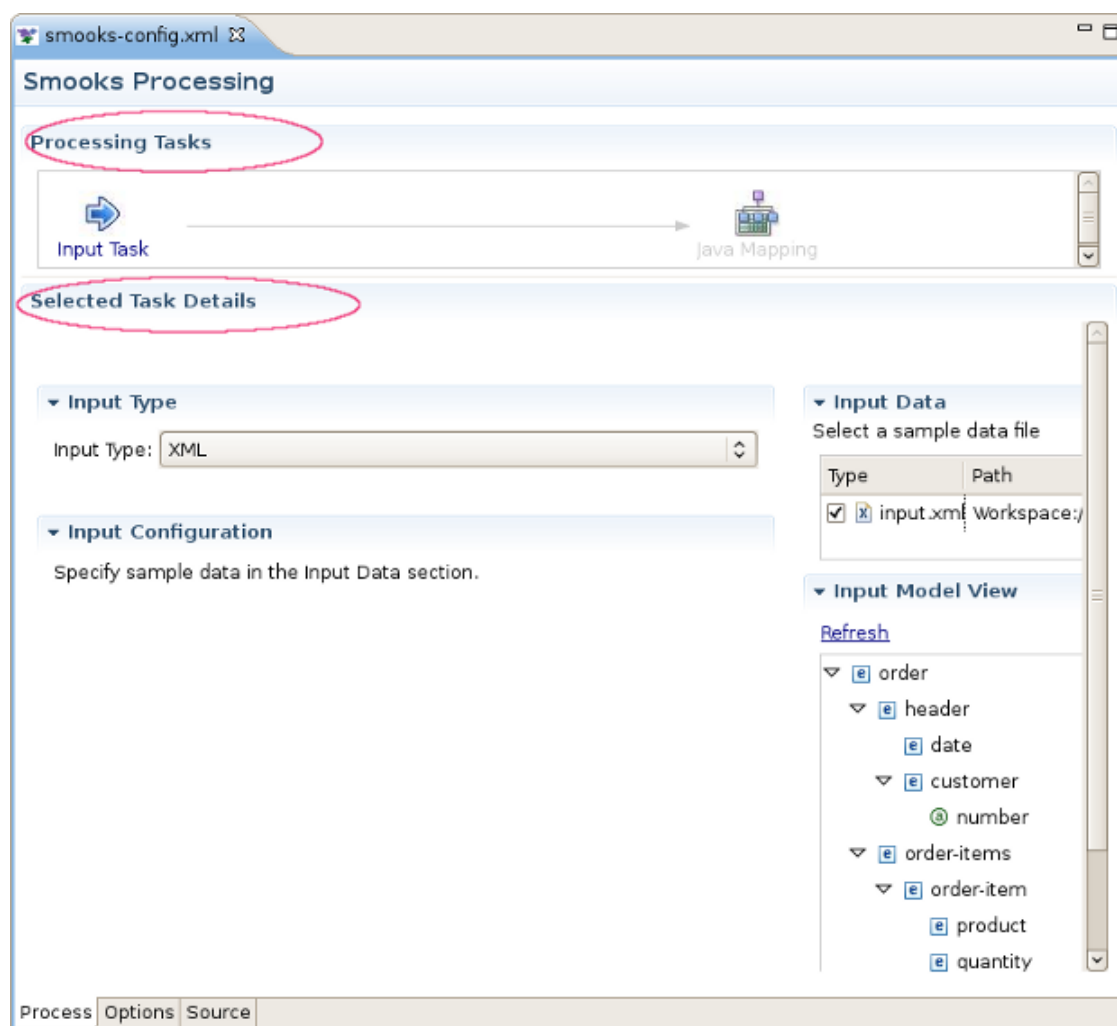 smooks-config.xml
Smooks Processing
Processing Tasks
Input Task
Java Mapping
Selected Task Details
Input Type
Input Type: XML
Input Configuration
Specify sample data in the Input Data section.
Input Data
Select a sample data file
Type Path
input.xml Workspace:/
Input Model View
Refresh
order
header
date
customer
number
order-items
order-item
product
quantity
Process Options Source